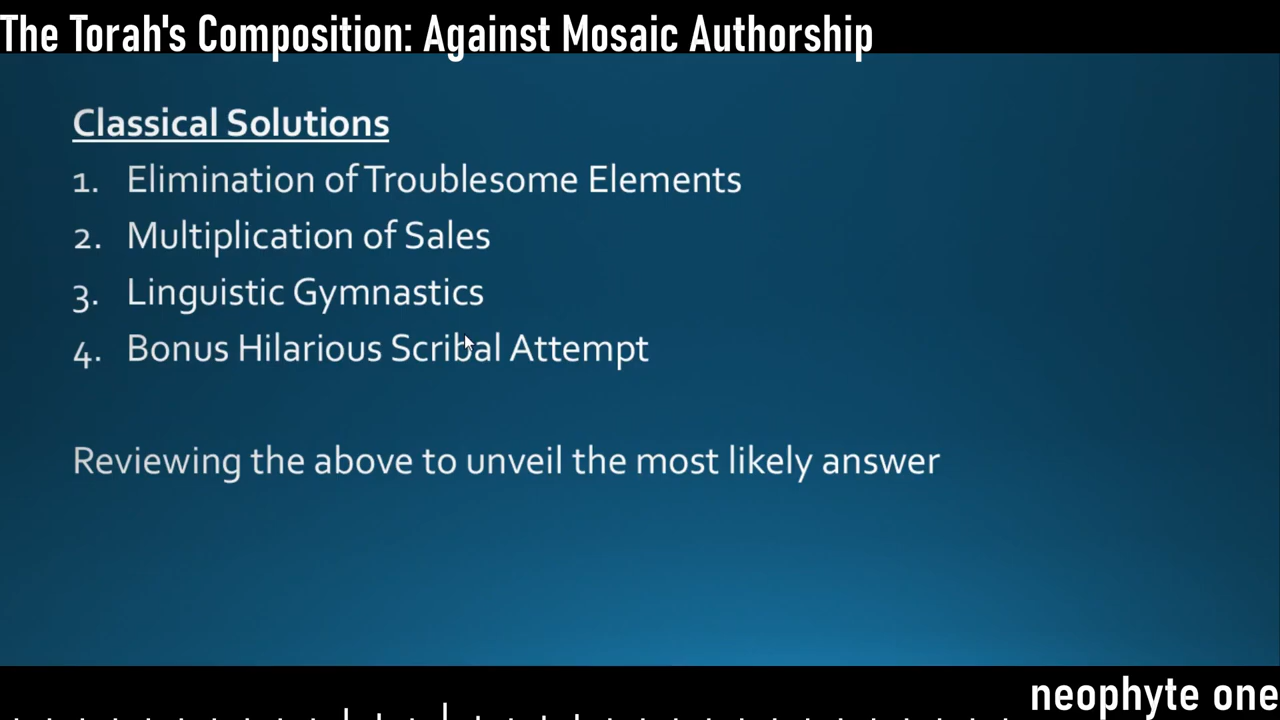 The Torah's Composition: Against Mosaic Authorship
Classical Solutions
1. Elimination of Troublesome Elements
2. Multiplication of Sales
3. Linguistic Gymnastics
4. Bonus Hilarious Scribal Attempt
Reviewing the above to unveil the most likely answer
neophyte one